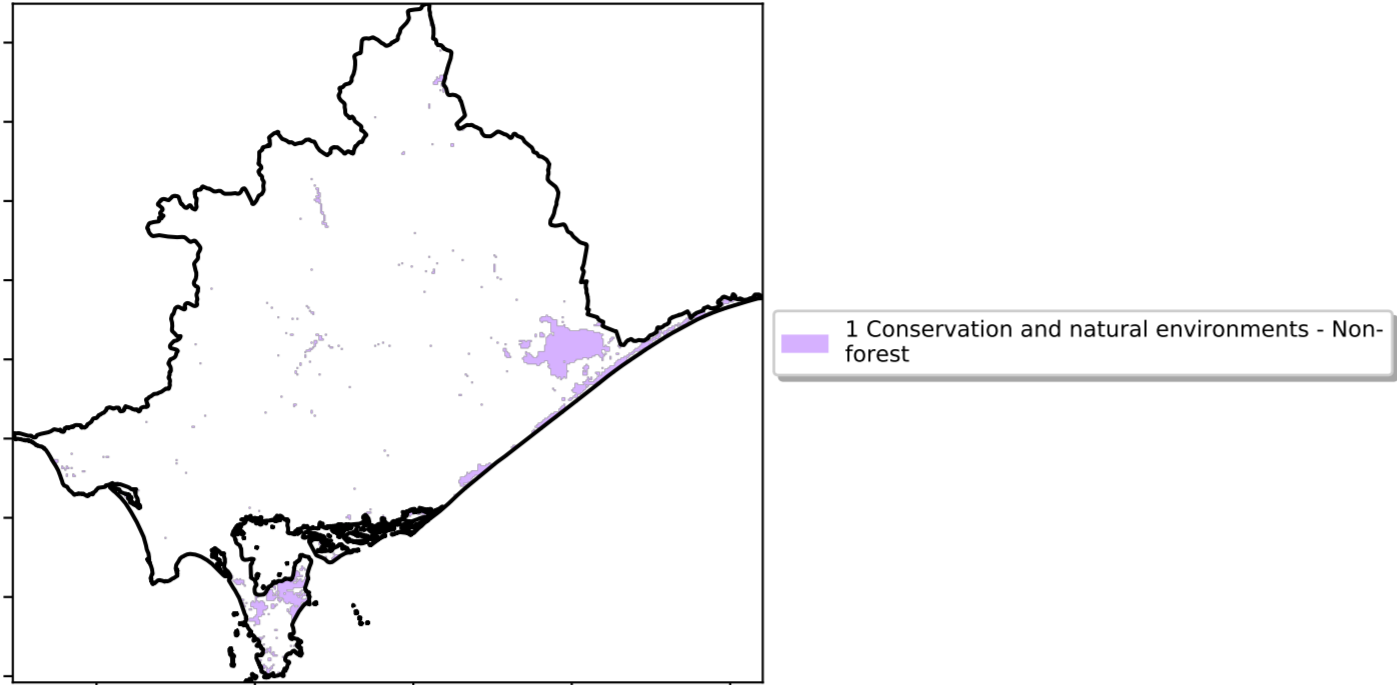 1 Conservation and natural environments - Non-
forest